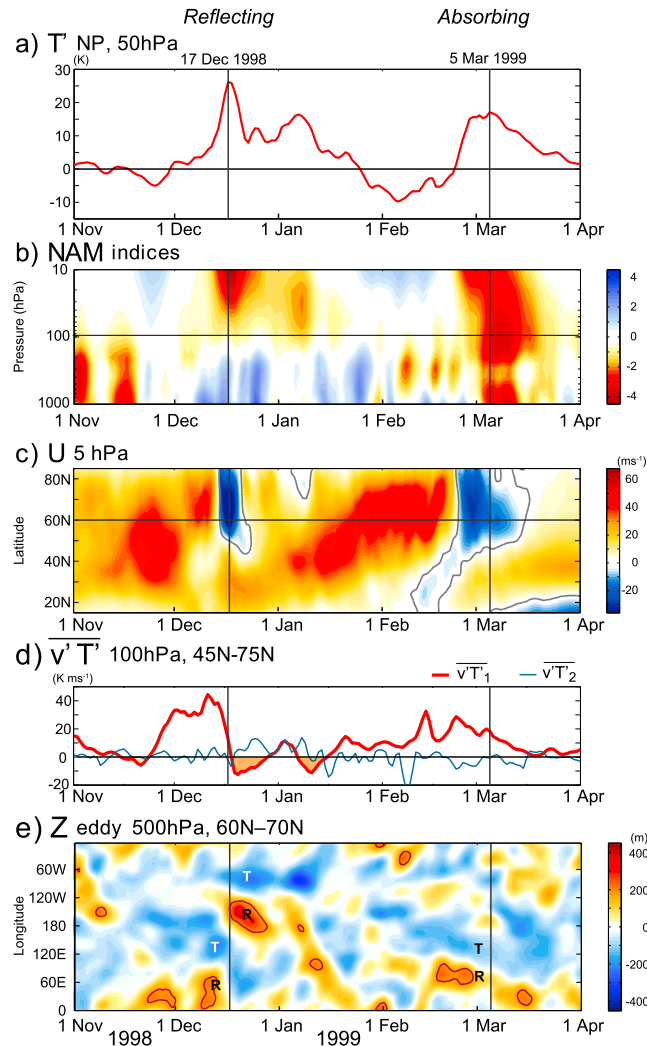 Reflecting Absorbing
a) T' NP, 50hPa
(K) 17 Dec 1998 5 Mar 1999
30
20
10
0
-10
1 Nov 1 Dec 1 Jan 1 Feb 1 Mar 1 Apr
b) NAM indices
Pressure (hPa)
10
100
1000
4
2
0
-2
-4
1 Nov 1 Dec 1 Jan 1 Feb 1 Mar 1 Apr
c) U 5 hPa
(ms⁻¹)
Latitude
80N
60N
40N
20N
60
40
20
0
-20
1 Nov 1 Dec 1 Jan 1 Feb 1 Mar 1 Apr
d) v' T' 100hPa, 45N-75N
(K ms⁻¹) v'T'₁ v'T'₂
40
20
0
-20
1 Nov 1 Dec 1 Jan 1 Feb 1 Mar 1 Apr
e) Z eddy 500hPa, 60N–70N
(m)
Longitude
60W
120W
180
120E
60E
0
T
R
T
R
T
R
400
200
0
-200
-400
1 Nov 1 Dec 1 Jan 1 Feb 1 Mar 1 Apr
1998 1999